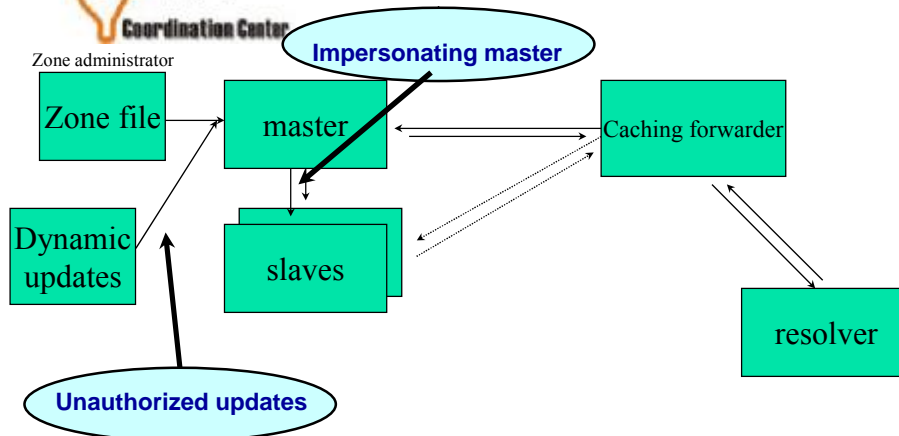 Coordination Center
Impersonating master
Zone administrator
Zone file
master
Caching forwarder
Dynamic
updates
slaves
resolver
Unauthorized updates